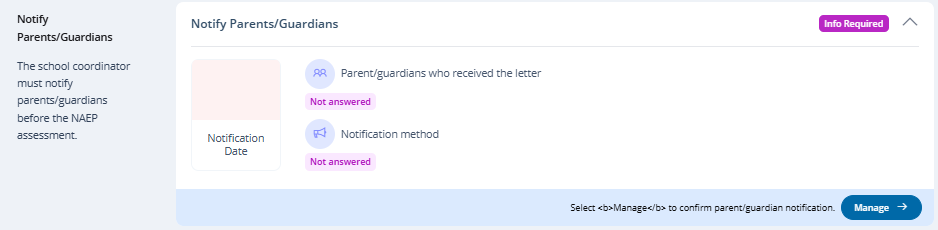 Notify
Parents/Guardians
The school coordinator
must notify
parents/guardians
before the NAEP
assessment.
Notify Parents/Guardians
Info Required
Notification
Date
Parent/guardians who received the letter
Not answered
Notification method
Not answered
Select <b>Manage</b> to confirm parent/guardian notification.
Manage